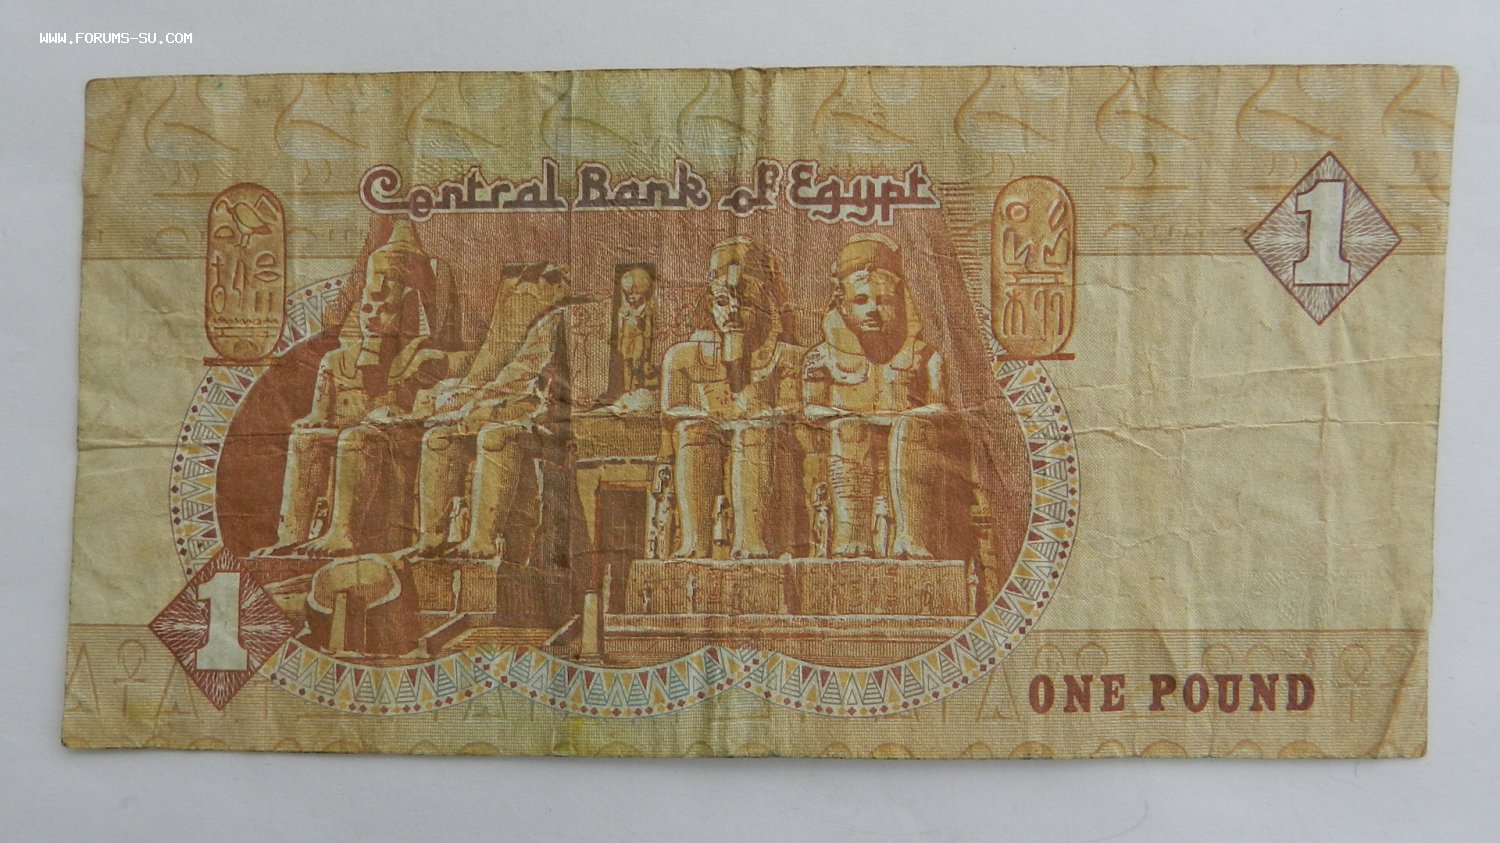 WWW.FORUMS-SU.COM
Central Bank of Egypt
1
1
ONE POUND